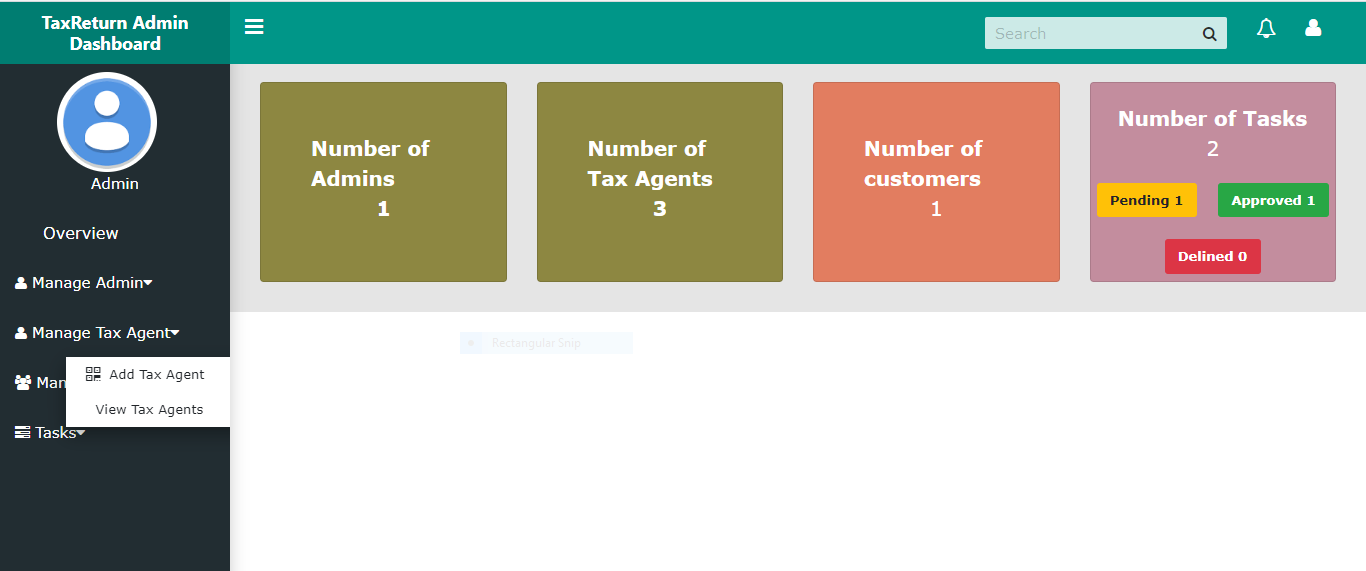 TaxReturn Admin
Dashboard
Search
Admin
Overview
Manage Admin
Manage Tax Agent
Add Tax Agent
Man
View Tax Agents
Tasks
Number of
Admins
1
Number of
Tax Agents
3
Number of
customers
1
Number of Tasks
2
Pending 1
Approved 1
Delined 0
Rectangular Snip